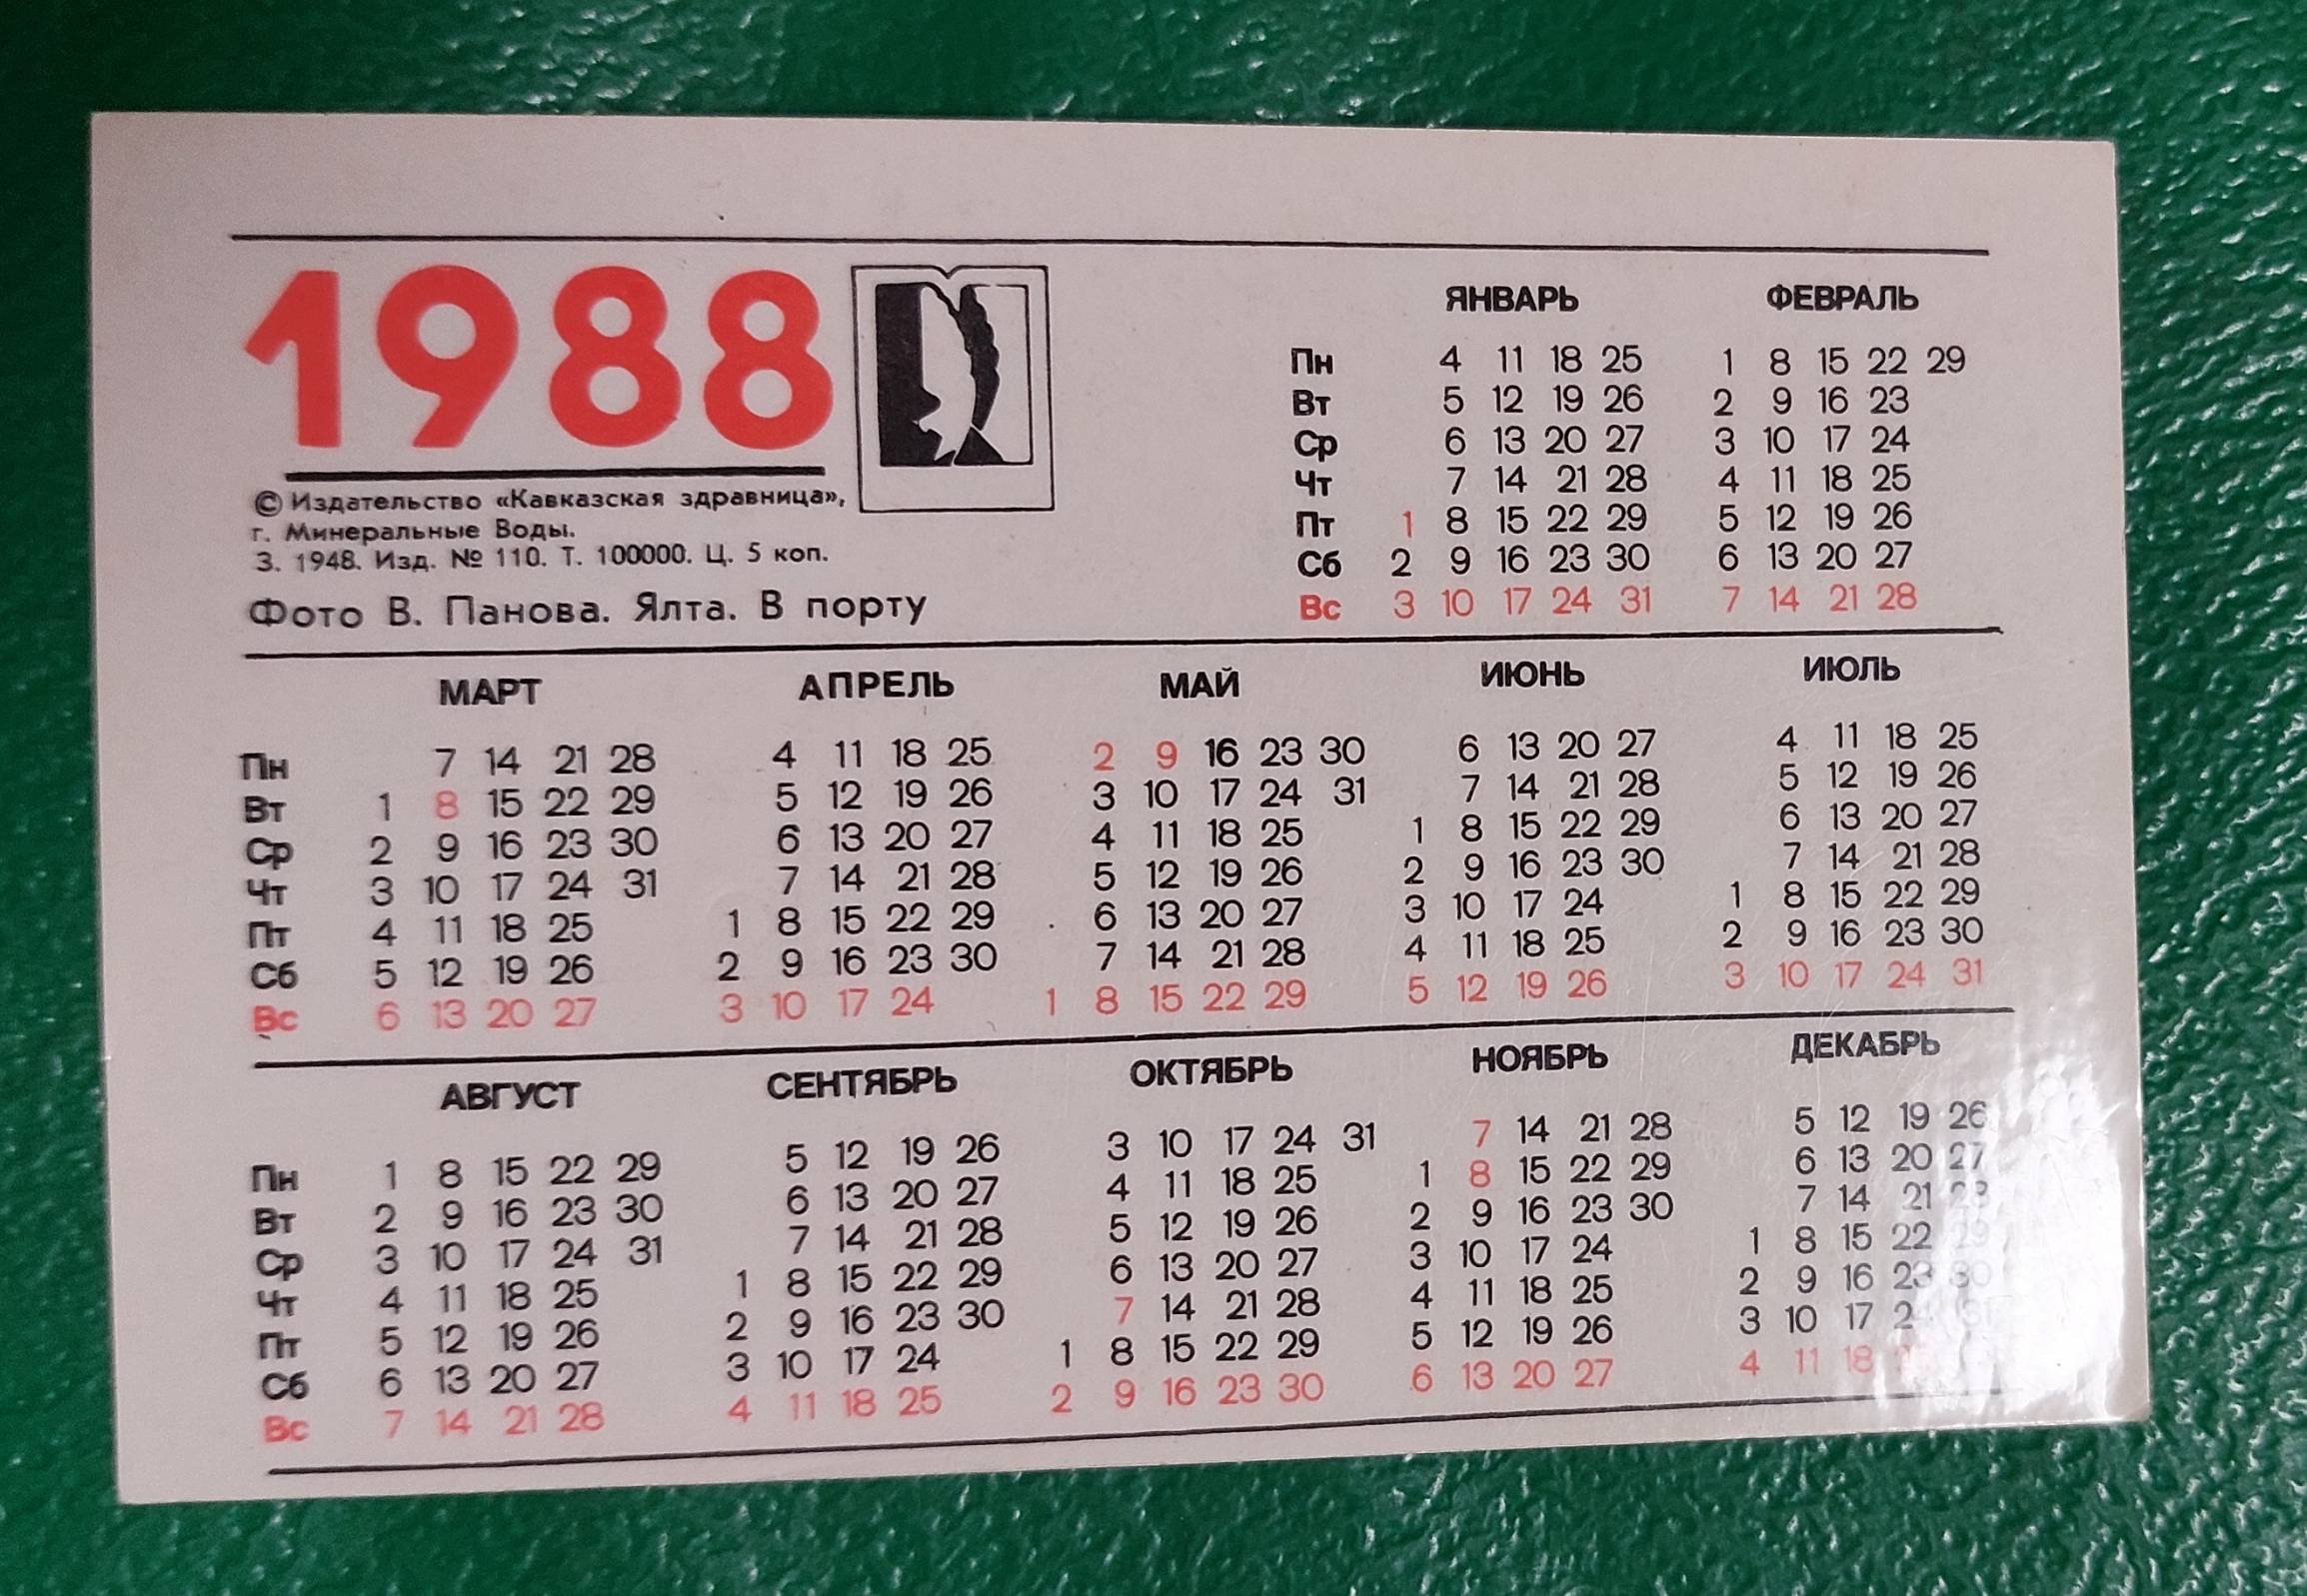 1988
© Издательство «Кавказская здравница»,
г. Минеральные Воды.
З. 1948. Изд. № 110. Т. 100000. Ц. 5 коп.
Фото В. Панова. Ялта. В порту
ЯНВАРЬ ФЕВРАЛЬ
Пн 4 11 18 25 1 8 15 22 29
Вт 5 12 19 26 2 9 16 23
Ср 6 13 20 27 3 10 17 24
Чт 7 14 21 28 4 11 18 25
Пт 1 8 15 22 29 5 12 19 26
Сб 2 9 16 23 30 6 13 20 27
Вс 3 10 17 24 31 7 14 21 28
МАРТ АПРЕЛЬ МАЙ ИЮНЬ ИЮЛЬ
Пн 7 14 21 28 4 11 18 25 2 9 16 23 30 6 13 20 27 4 11 18 25
Вт 1 8 15 22 29 5 12 19 26 3 10 17 24 31 7 14 21 28 5 12 19 26
Ср 2 9 16 23 30 6 13 20 27 4 11 18 25 1 8 15 22 29 6 13 20 27
Чт 3 10 17 24 31 7 14 21 28 5 12 19 26 2 9 16 23 30 7 14 21 28
Пт 4 11 18 25 1 8 15 22 29 6 13 20 27 3 10 17 24 1 8 15 22 29
Сб 5 12 19 26 2 9 16 23 30 7 14 21 28 4 11 18 25 2 9 16 23 30
Вс 6 13 20 27 3 10 17 24 1 8 15 22 29 5 12 19 26 3 10 17 24 31
АВГУСТ СЕНТЯБРЬ ОКТЯБРЬ НОЯБРЬ ДЕКАБРЬ
Пн 1 8 15 22 29 5 12 19 26 3 10 17 24 31 7 14 21 28 5 12 19 26
Вт 2 9 16 23 30 6 13 20 27 4 11 18 25 1 8 15 22 29 6 13 20 27
Ср 3 10 17 24 31 7 14 21 28 5 12 19 26 2 9 16 23 30 7 14 21 28
Чт 4 11 18 25 1 8 15 22 29 6 13 20 27 3 10 17 24 1 8 15 22 29
Пт 5 12 19 26 2 9 16 23 30 7 14 21 28 4 11 18 25 2 9 16 23 30
Сб 6 13 20 27 3 10 17 24 1 8 15 22 29 5 12 19 26 3 10 17 24 31
Вс 7 14 21 28 4 11 18 25 2 9 16 23 30 6 13 20 27 4 11 18